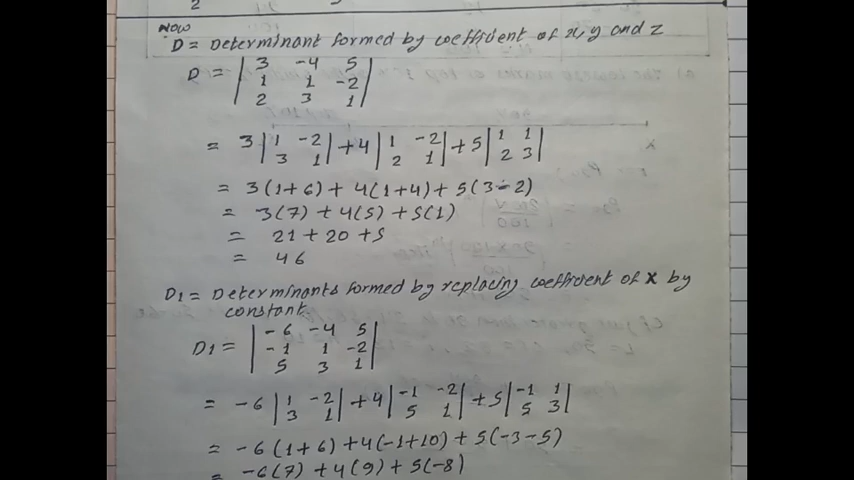 Now
D = Determinant formed by coefficient of x, y and z
D = | 3 -4 5 |
| 1 1 -2 |
| 2 3 1 |
= 3 | 1 -2 | + 4 | 1 -2 | + 5 | 1 1 |
| 3 1 | | 2 1 | | 2 3 |
= 3(1+6) + 4(1+4) + 5(3-2)
= 3(7) + 4(5) + 5(1)
= 21 + 20 + 5
= 46
D1 = Determinants formed by replacing coefficient of x by
constant.
D1 = | -6 -4 5 |
| -1 1 -2 |
| 5 3 1 |
= -6 | 1 -2 | + 4 | -1 -2 | + 5 | -1 1 |
| 3 1 | | 5 1 | | 5 3 |
= -6(1+6) + 4(-1+10) + 5(-3-5)
= -6(7) + 4(9) + 5(-8)